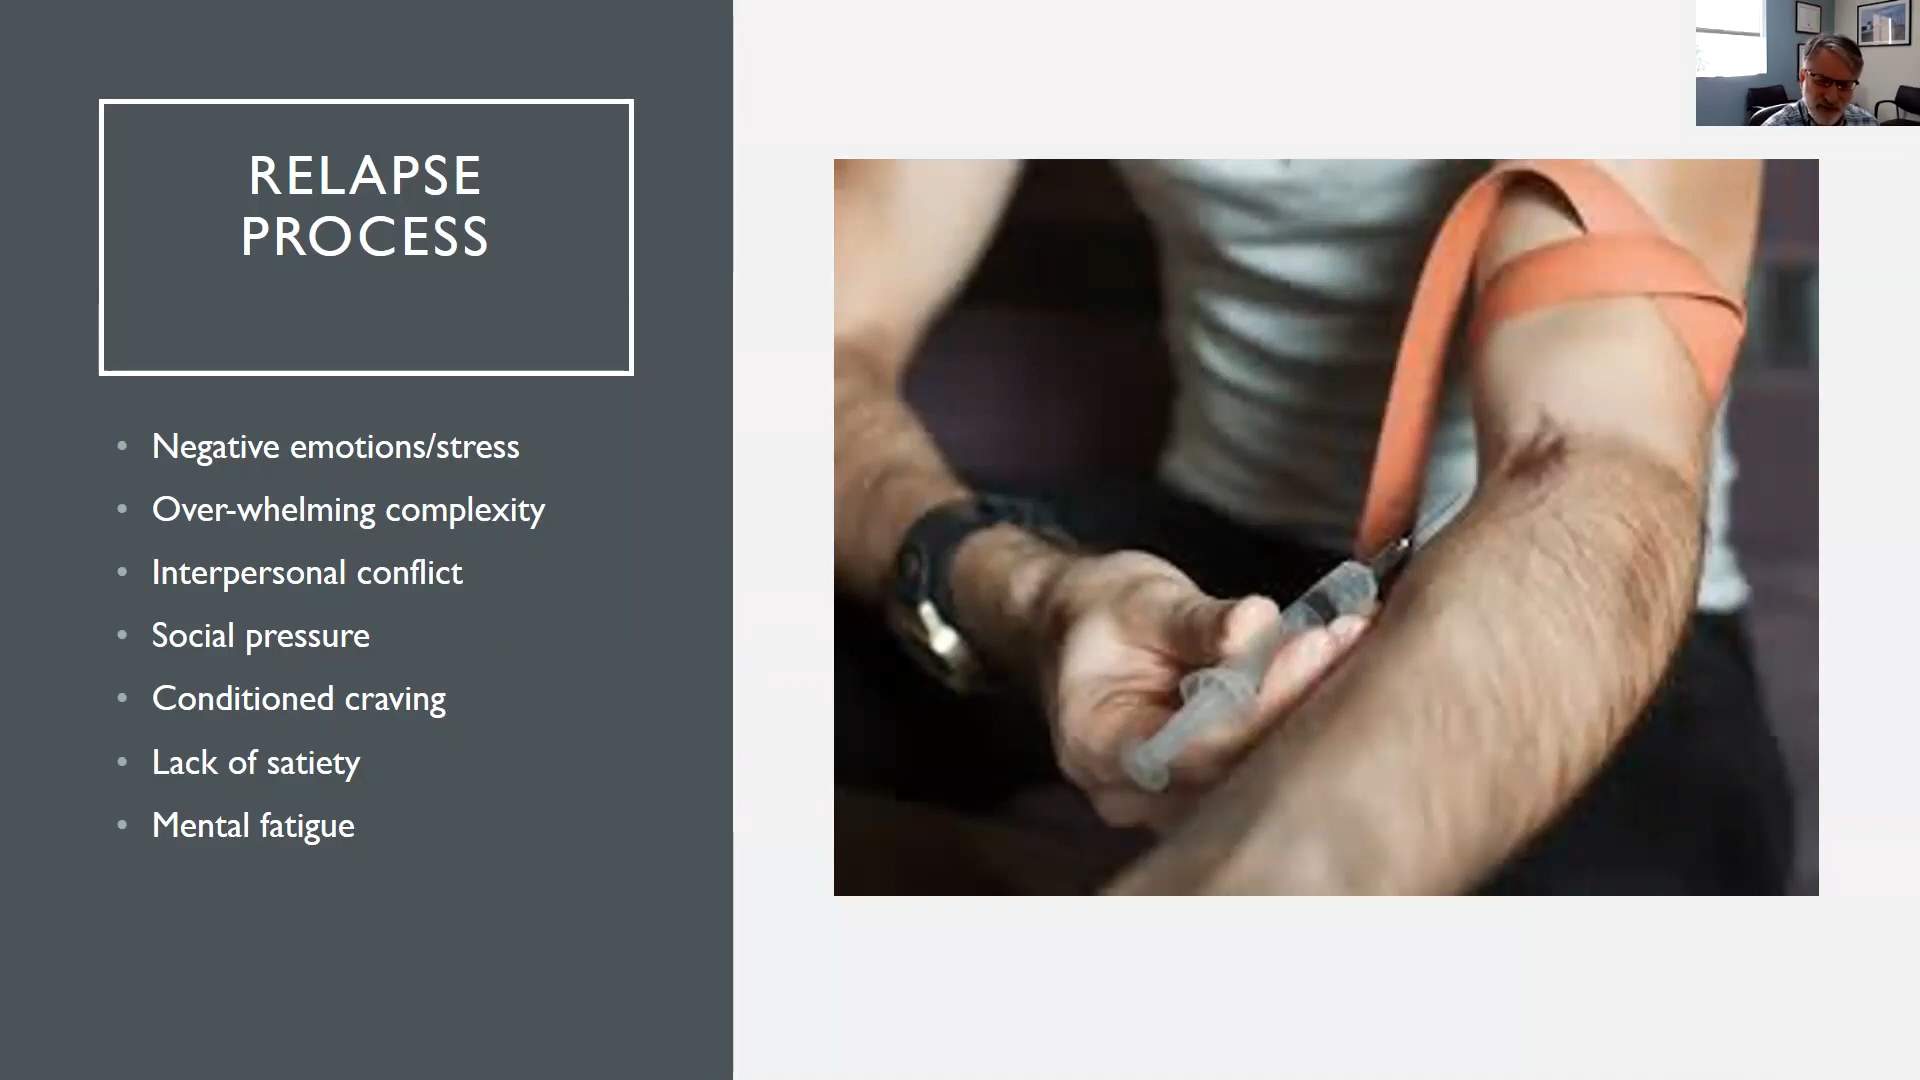 RELAPSE
PROCESS
Negative emotions/stress
Over-whelming complexity
Interpersonal conflict
Social pressure
Conditioned craving
Lack of satiety
Mental fatigue